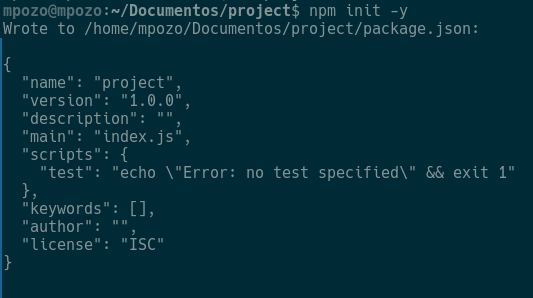 mpozo@mpozo:~/Documentos/project$ npm init -y
Wrote to /home/mpozo/Documentos/project/package.json:
{
  "name": "project",
  "version": "1.0.0",
  "description": "",
  "main": "index.js",
  "scripts": {
    "test": "echo \"Error: no test specified\" && exit 1"
  },
  "keywords": [],
  "author": "",
  "license": "ISC"
}